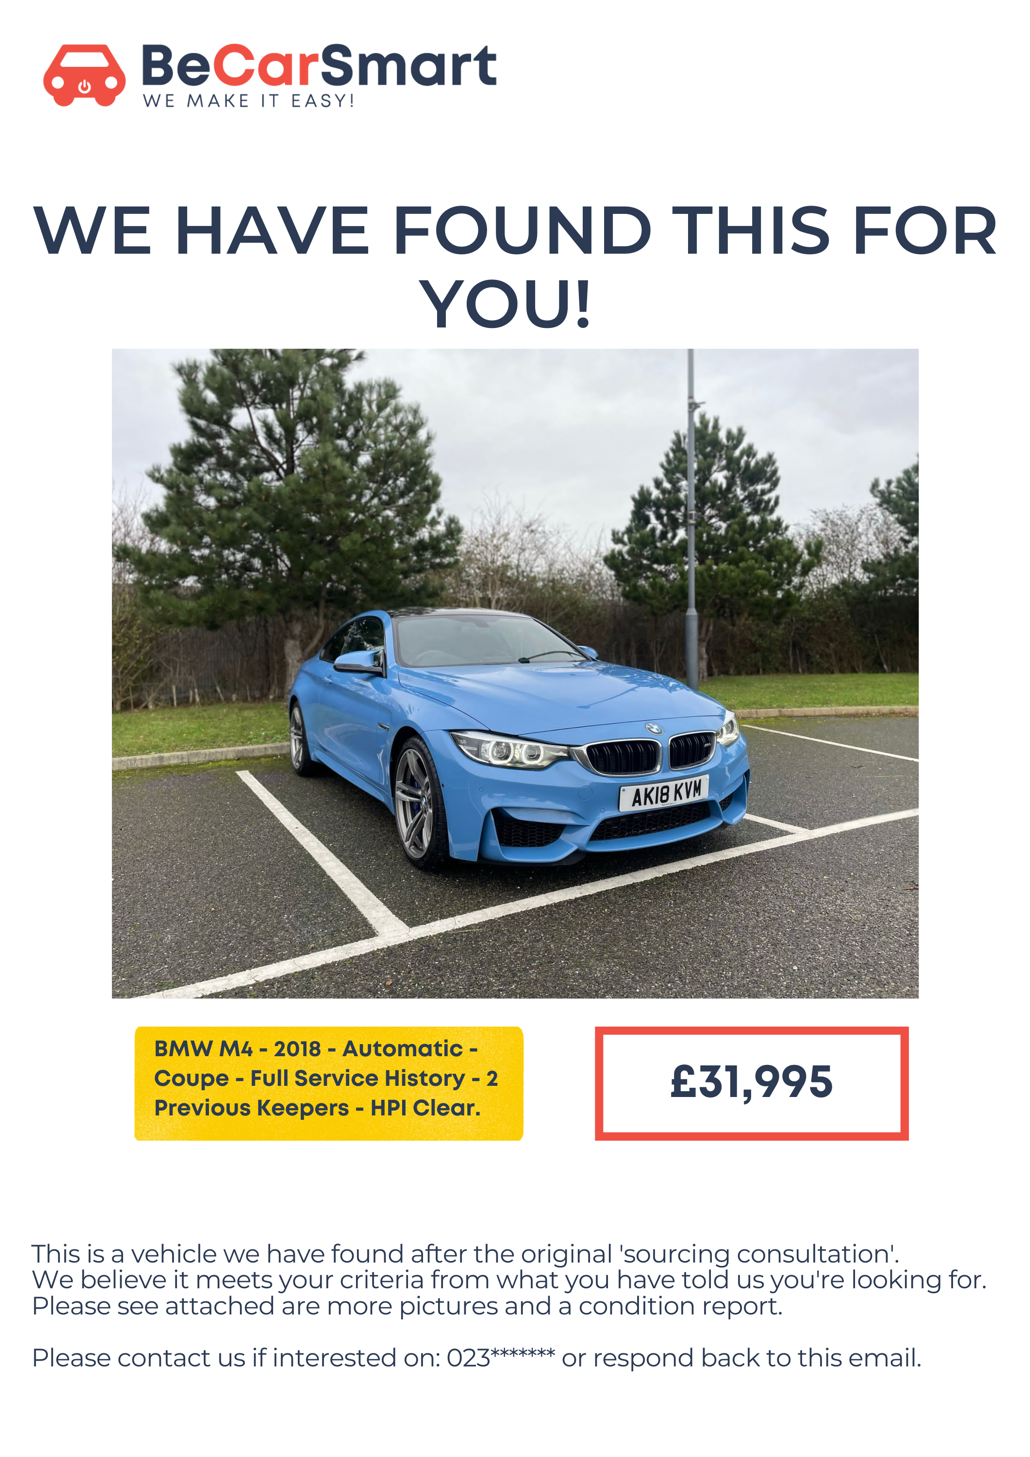 BeCarSmart
WE MAKE IT EASY!
WE HAVE FOUND THIS FOR
YOU!
AK18 KVM
BMW M4 - 2018 - Automatic -
Coupe - Full Service History - 2
Previous Keepers - HPI Clear.
£31,995
This is a vehicle we have found after the original 'sourcing consultation'.
We believe it meets your criteria from what you have told us you're looking for.
Please see attached are more pictures and a condition report.
Please contact us if interested on: 023******* or respond back to this email.